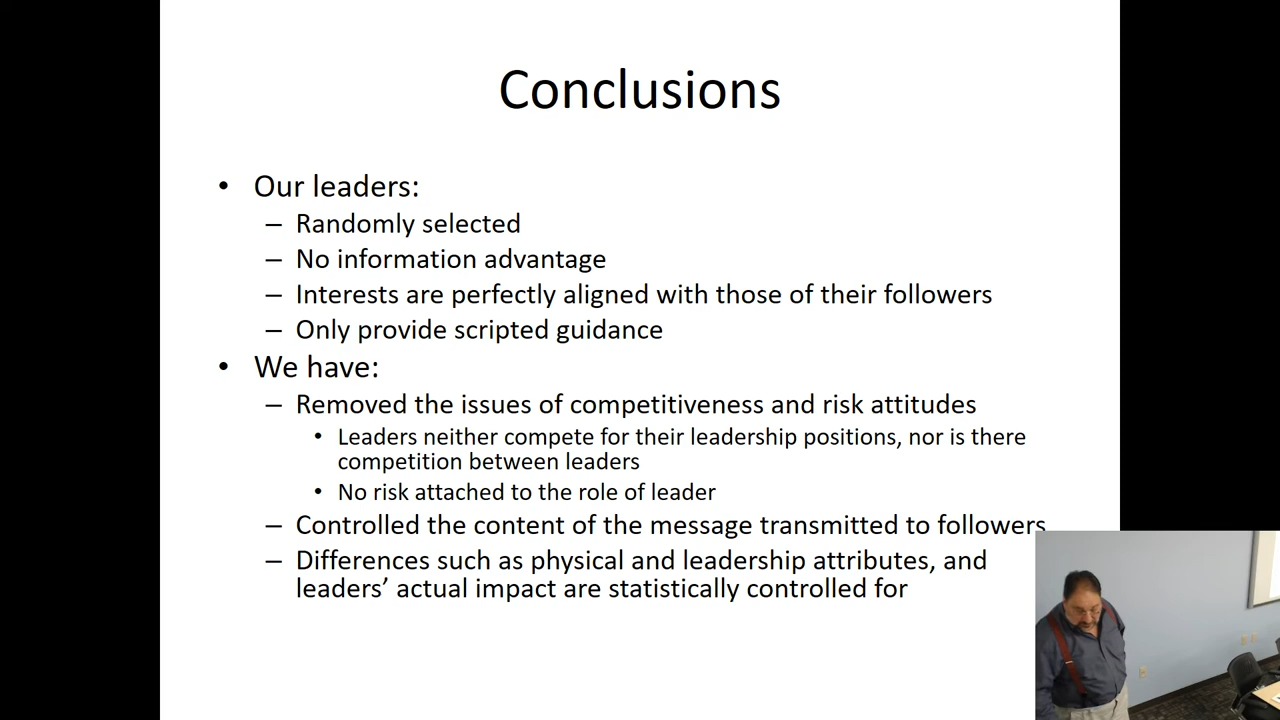 Conclusions
• Our leaders:
– Randomly selected
– No information advantage
– Interests are perfectly aligned with those of their followers
– Only provide scripted guidance
• We have:
– Removed the issues of competitiveness and risk attitudes
• Leaders neither compete for their leadership positions, nor is there
competition between leaders
• No risk attached to the role of leader
– Controlled the content of the message transmitted to followers
– Differences such as physical and leadership attributes, and
leaders’ actual impact are statistically controlled for